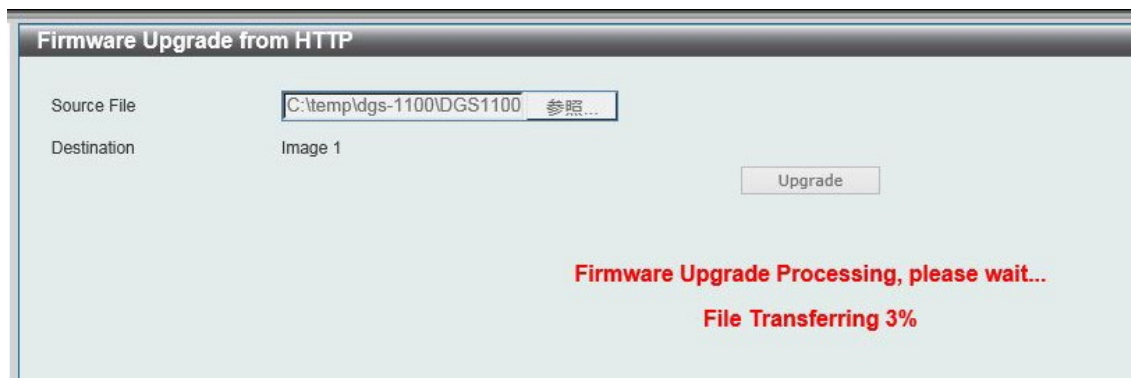 Firmware Upgrade from HTTP
Source File C:\temp\dgs-1100\DGS1100 参照...
Destination Image 1
Upgrade
Firmware Upgrade Processing, please wait...
File Transferring 3%